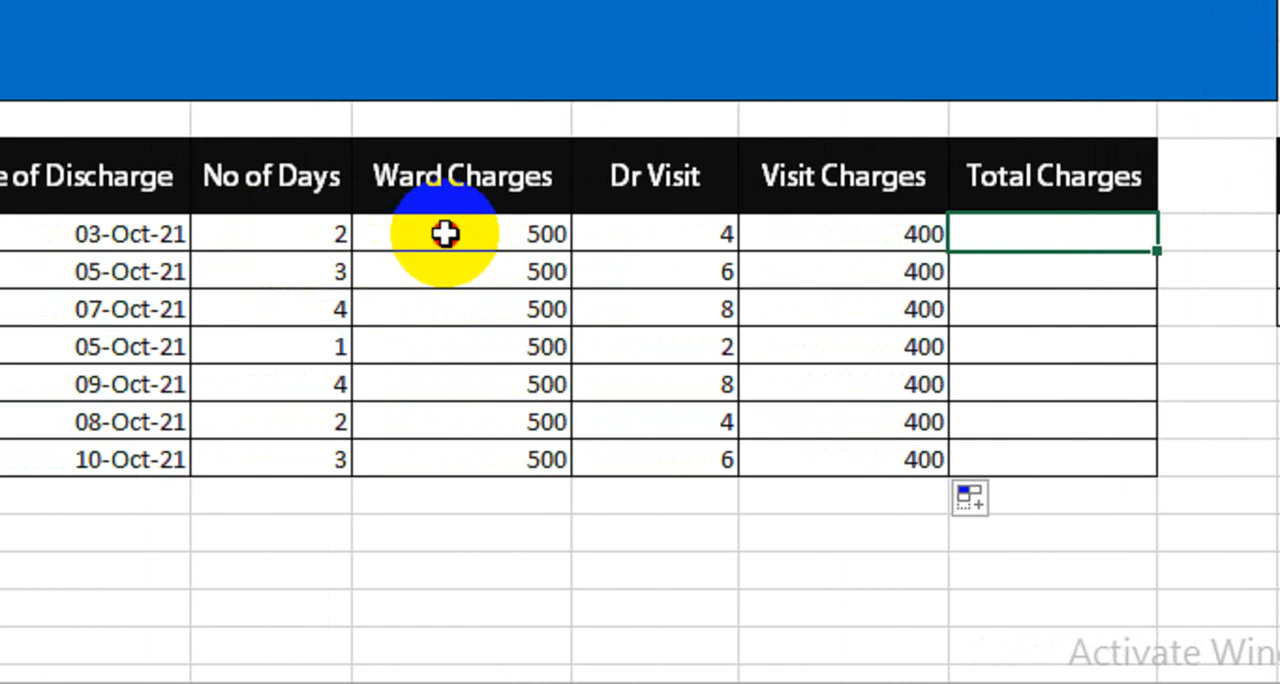 e of Discharge No of Days Ward Charges Dr Visit Visit Charges Total Charges
03-Oct-21 2 500 4 400
05-Oct-21 3 500 6 400
07-Oct-21 4 500 8 400
05-Oct-21 1 500 2 400
09-Oct-21 4 500 8 400
08-Oct-21 2 500 4 400
10-Oct-21 3 500 6 400
Activate Win